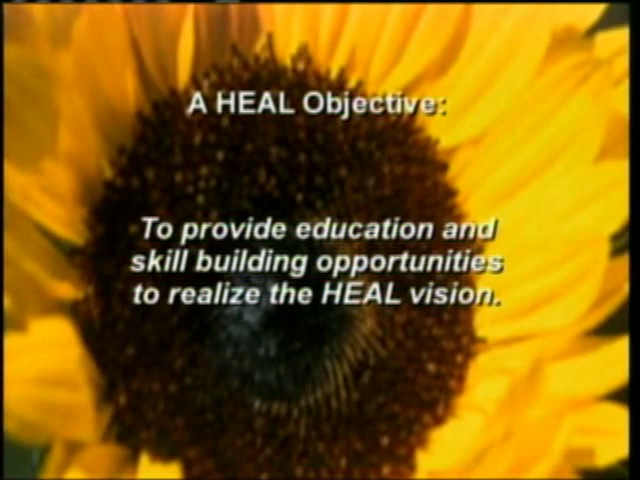 A HEAL Objective:
To provide education and
skill building opportunities
to realize the HEAL vision.